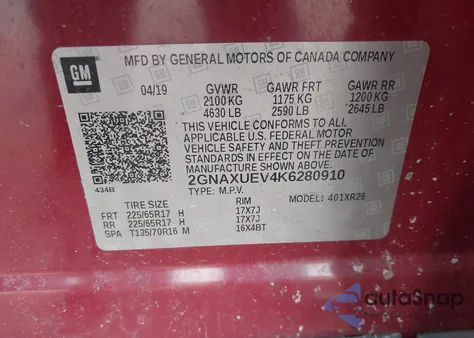 GM
MFD BY GENERAL MOTORS OF CANADA COMPANY
04/19 GVWR GAWR FRT GAWR RR
2100 KG 1175 KG 1200 KG
4630 LB 2590 LB 2645 LB
THIS VEHICLE CONFORMS TO ALL
APPLICABLE U.S. FEDERAL MOTOR
VEHICLE SAFETY AND THEFT PREVENTION
STANDARDS IN EFFECT ON THE DATE OF
MANUFACTURE SHOWN ABOVE.
2GNAXUEV4K6280910
434B
TYPE: M.P.V. MODEL: 401XR26
TIRE SIZE RIM
FRT 225/65R17 H 17X7J
RR 225/65R17 H 17X7J
SPA T135/70R16 M 16X4BT
autoSnap